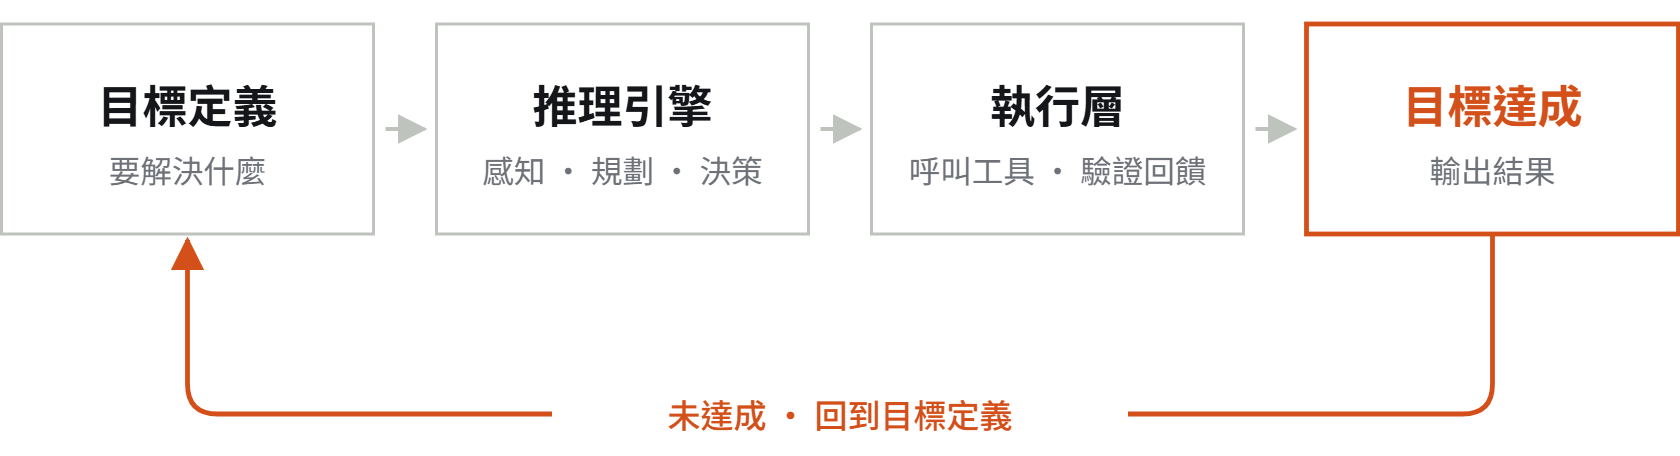 目標定義
要解決什麼
推理引擎
感知 ・ 規劃 ・ 決策
執行層
呼叫工具 ・ 驗證回饋
目標達成
輸出結果
未達成 ・ 回到目標定義